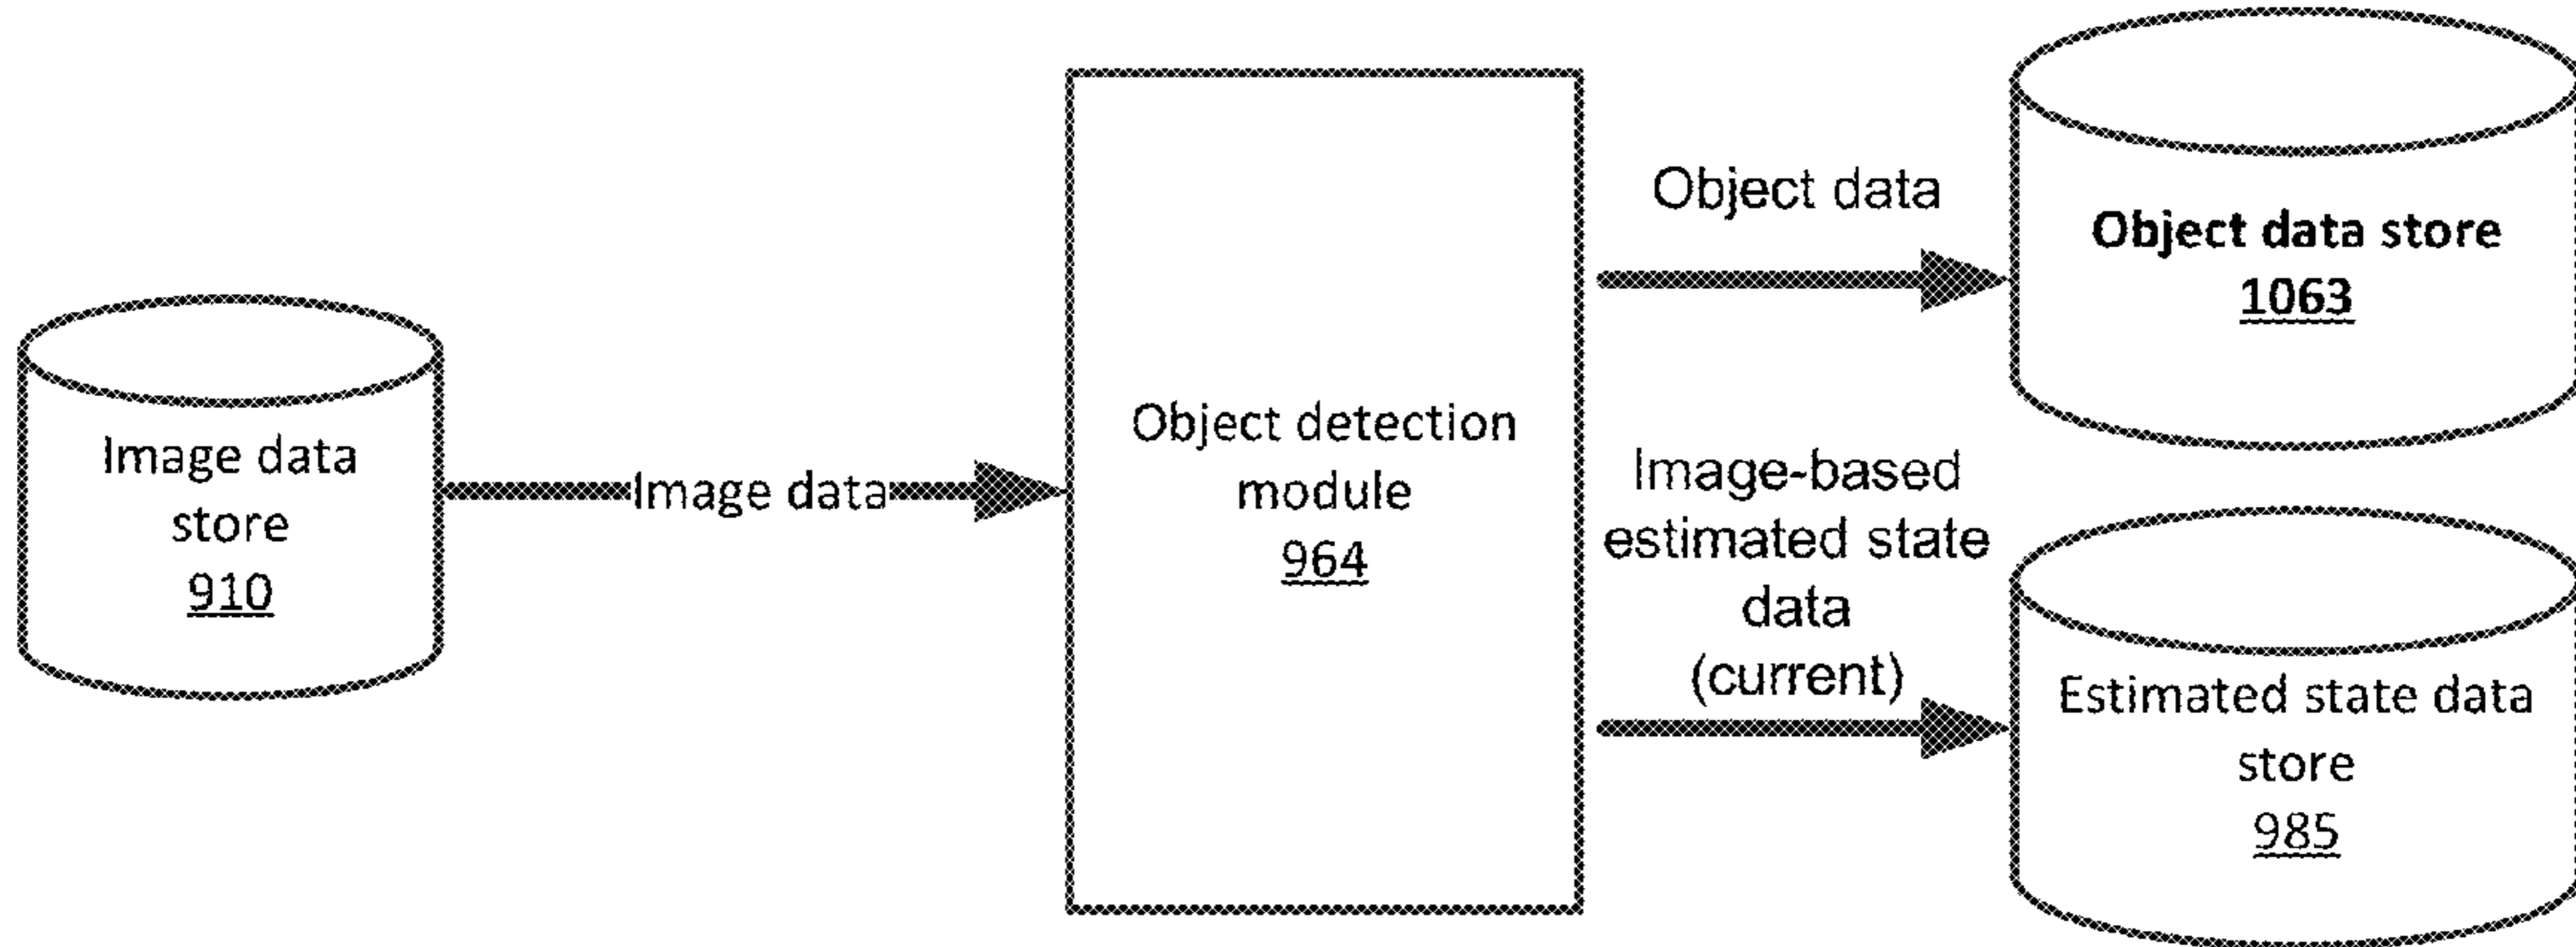 Image data
store
910
Image data
Object detection
module
964
Object data
Object data store
1063
Image-based
estimated state
data
(current)
Estimated state data
store
985